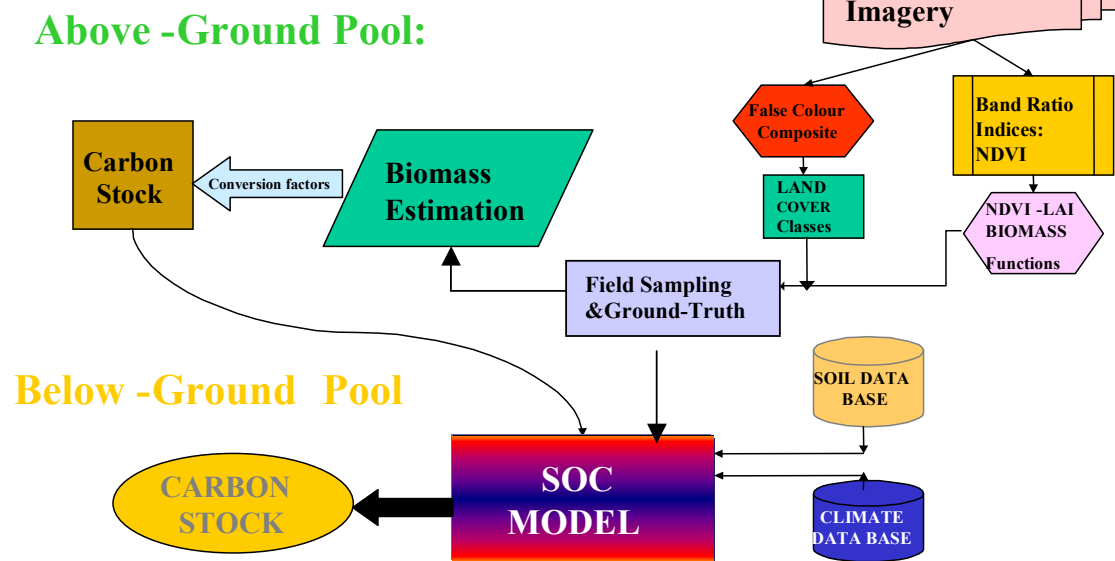 Imagery
Above -Ground Pool:
False Colour
Composite
Band Ratio
Indices:
NDVI
Carbon
Stock
Conversion factors
Biomass
Estimation
LAND
COVER
Classes
NDVI -LAI
BIOMASS
Functions
Field Sampling
&Ground-Truth
Below -Ground Pool
SOIL DATA
BASE
SOC
MODEL
CARBON
STOCK
CLIMATE
DATA BASE